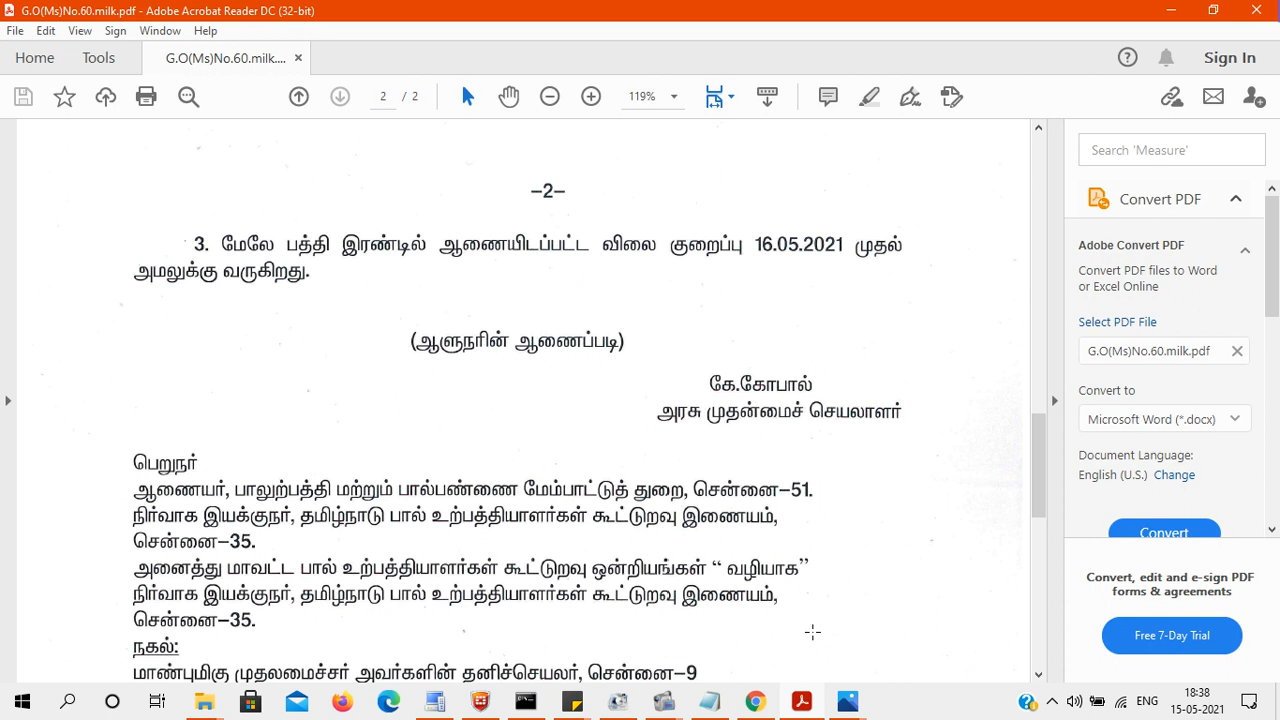 G.O(Ms)No.60.milk.pdf - Adobe Acrobat Reader DC (32-bit)
File Edit View Sign Window Help
Home Tools G.O(Ms)No.60.milk.... Sign In
2 / 2 119%
–2–
3. மேலே பத்தி இரண்டில் ஆணையிடப்பட்ட விலை குறைப்பு 16.05.2021 முதல்
அமலுக்கு வருகிறது.
(ஆளுநரின் ஆணைப்படி)
கே.கோபால்
அரசு முதன்மைச் செயலாளர்
பெறுநர்
ஆணையர், பாலுற்பத்தி மற்றும் பால்பண்ணை மேம்பாட்டுத் துறை, சென்னை–51.
நிர்வாக இயக்குநர், தமிழ்நாடு பால் உற்பத்தியாளர்கள் கூட்டுறவு இணையம்,
சென்னை–35.
அனைத்து மாவட்ட பால் உற்பத்தியாளர்கள் கூட்டுறவு ஒன்றியங்கள் “ வழியாக”
நிர்வாக இயக்குநர், தமிழ்நாடு பால் உற்பத்தியாளர்கள் கூட்டுறவு இணையம்,
சென்னை–35.
நகல்:
மாண்புமிகு முதலமைச்சர் அவர்களின் தனிச்செயலர், சென்னை–9
Search 'Measure'
Convert PDF
Adobe Convert PDF
Convert PDF files to Word
or Excel Online
Select PDF File
G.O(Ms)No.60.milk.pdf
Convert to
Microsoft Word (*.docx)
Document Language:
English (U.S.) Change
Convert
Convert, edit and e-sign PDF
forms & agreements
Free 7-Day Trial
ENG
18:38
15-05-2021